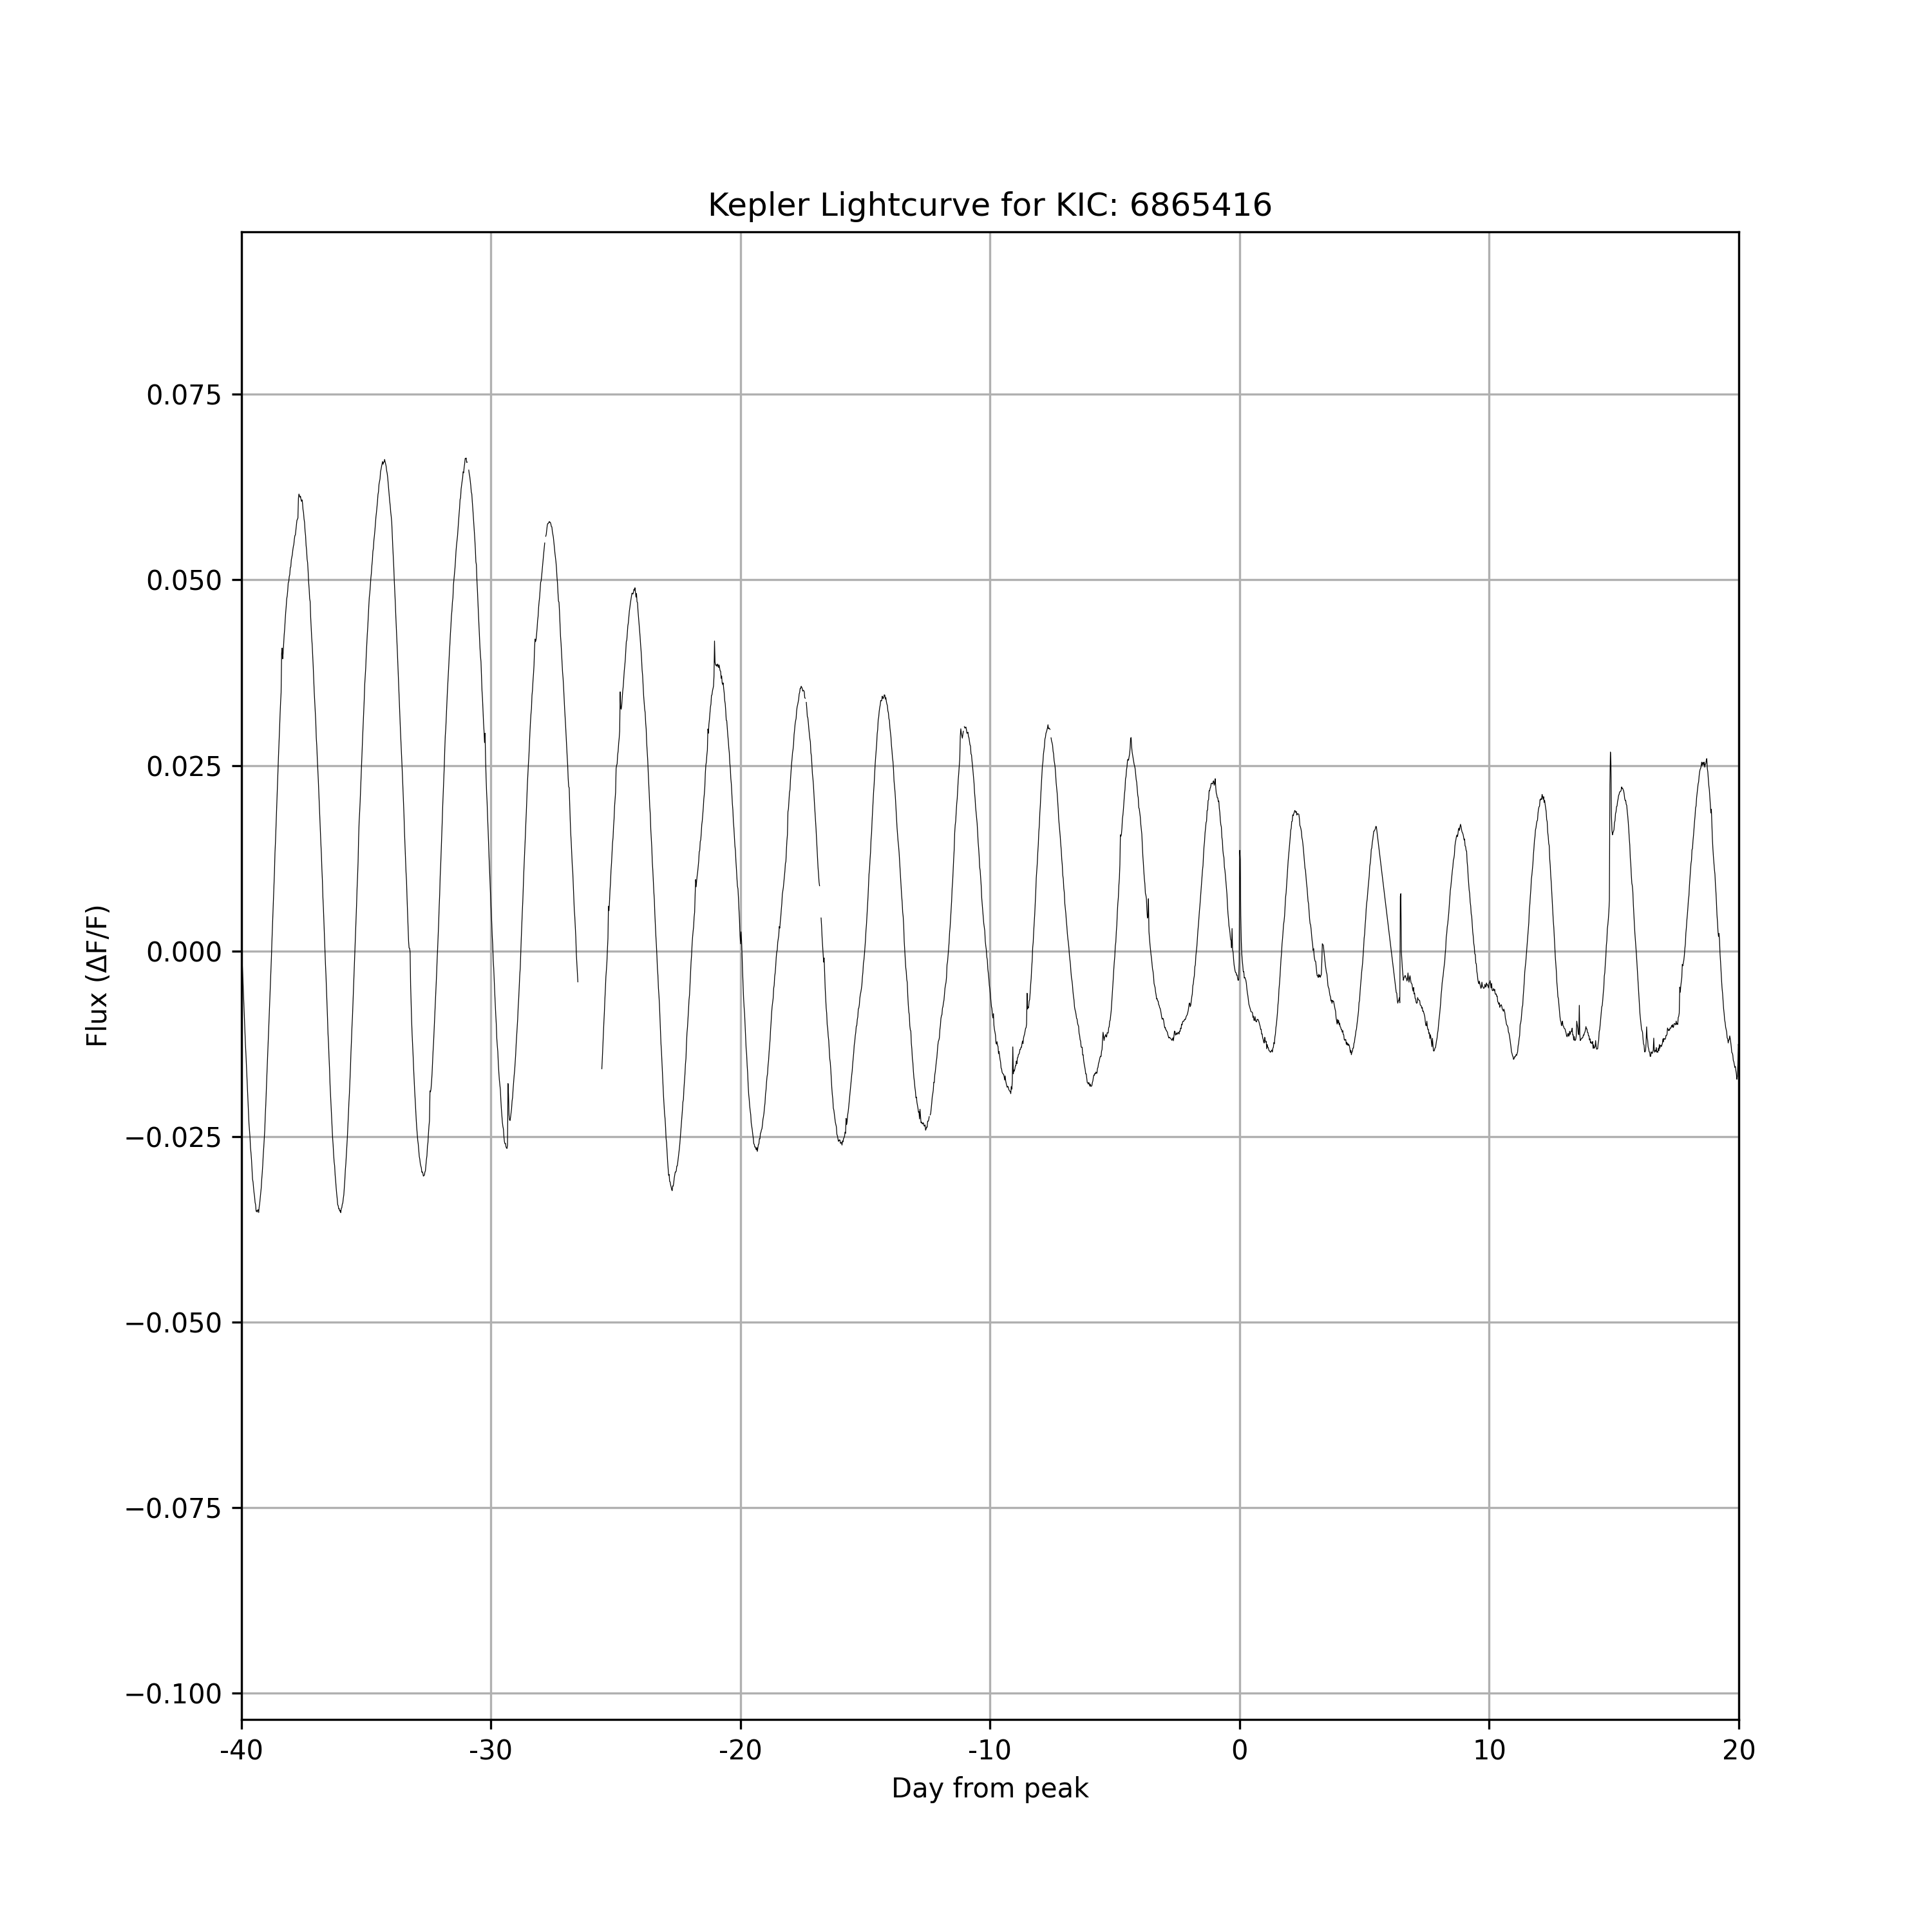 Kepler Lightcurve for KIC: 6865416
0.075
0.050
0.025
0.000
−0.025
−0.050
−0.075
−0.100
Flux (ΔF/F)
-40 -30 -20 -10 0 10 20
Day from peak